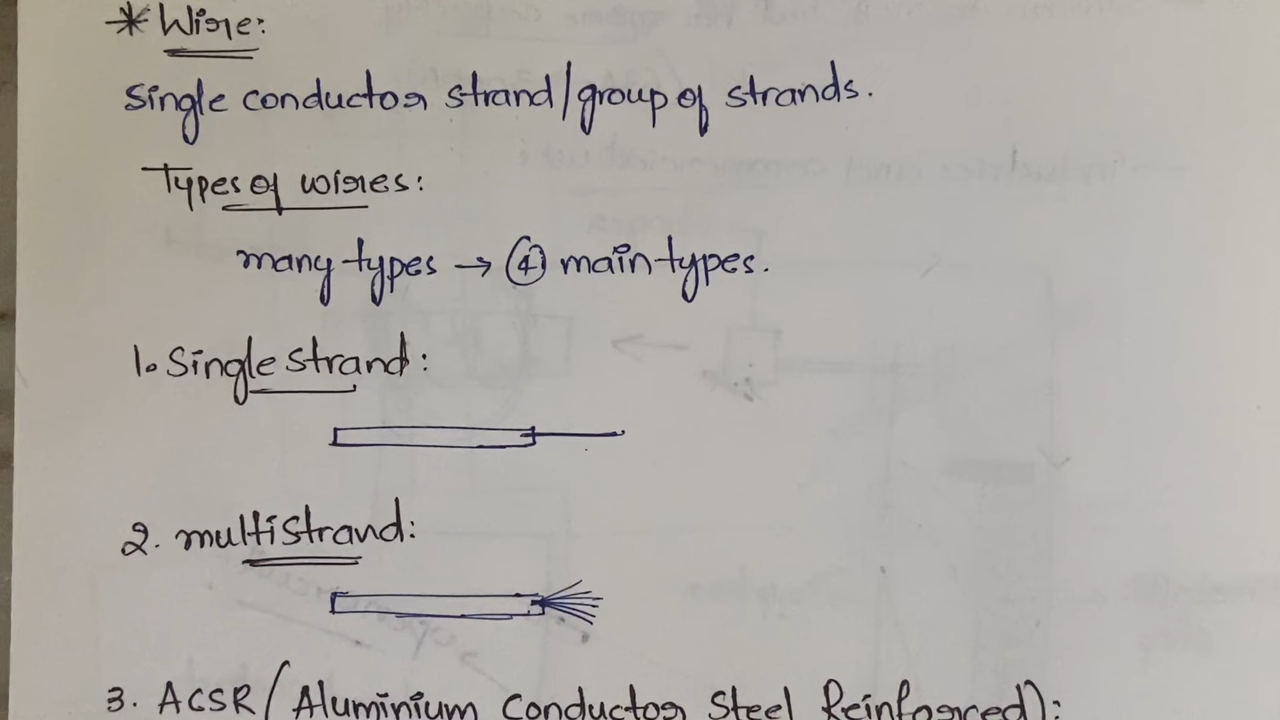 * Wire:
Single conductor strand/group of strands.
Types of wires:
many types → ④ main types.
1. Single strand:
2. multistrand:
3. ACSR (Aluminium Conductor Steel Reinforced):